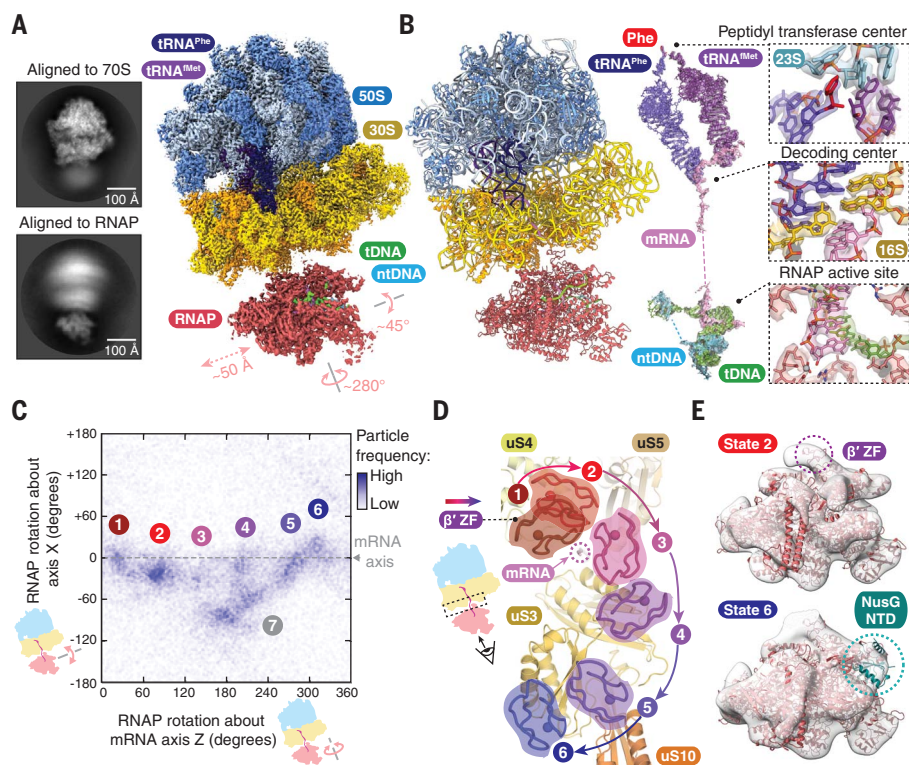 A
tRNAPhe
tRNAfMet
Aligned to 70S
100 Å
50S
30S
Aligned to RNAP
100 Å
tDNA
ntDNA
RNAP
~45°
~50 Å
~280°
B
Phe
tRNAPhe
tRNAfMet
Peptidyl transferase center
23S
Decoding center
mRNA
16S
RNAP active site
ntDNA
tDNA
C
RNAP rotation about
axis X (degrees)
+180
+120
+60
0
-60
-120
-180
1
2
3
4
5
6
7
Particle
frequency:
High
Low
mRNA
axis
0
60
120
180
240
300
360
RNAP rotation about
mRNA axis Z (degrees)
D
uS4
uS5
1
2
β′ ZF
3
mRNA
uS3
4
5
6
uS10
E
State 2
β′ ZF
State 6
NusG
NTD